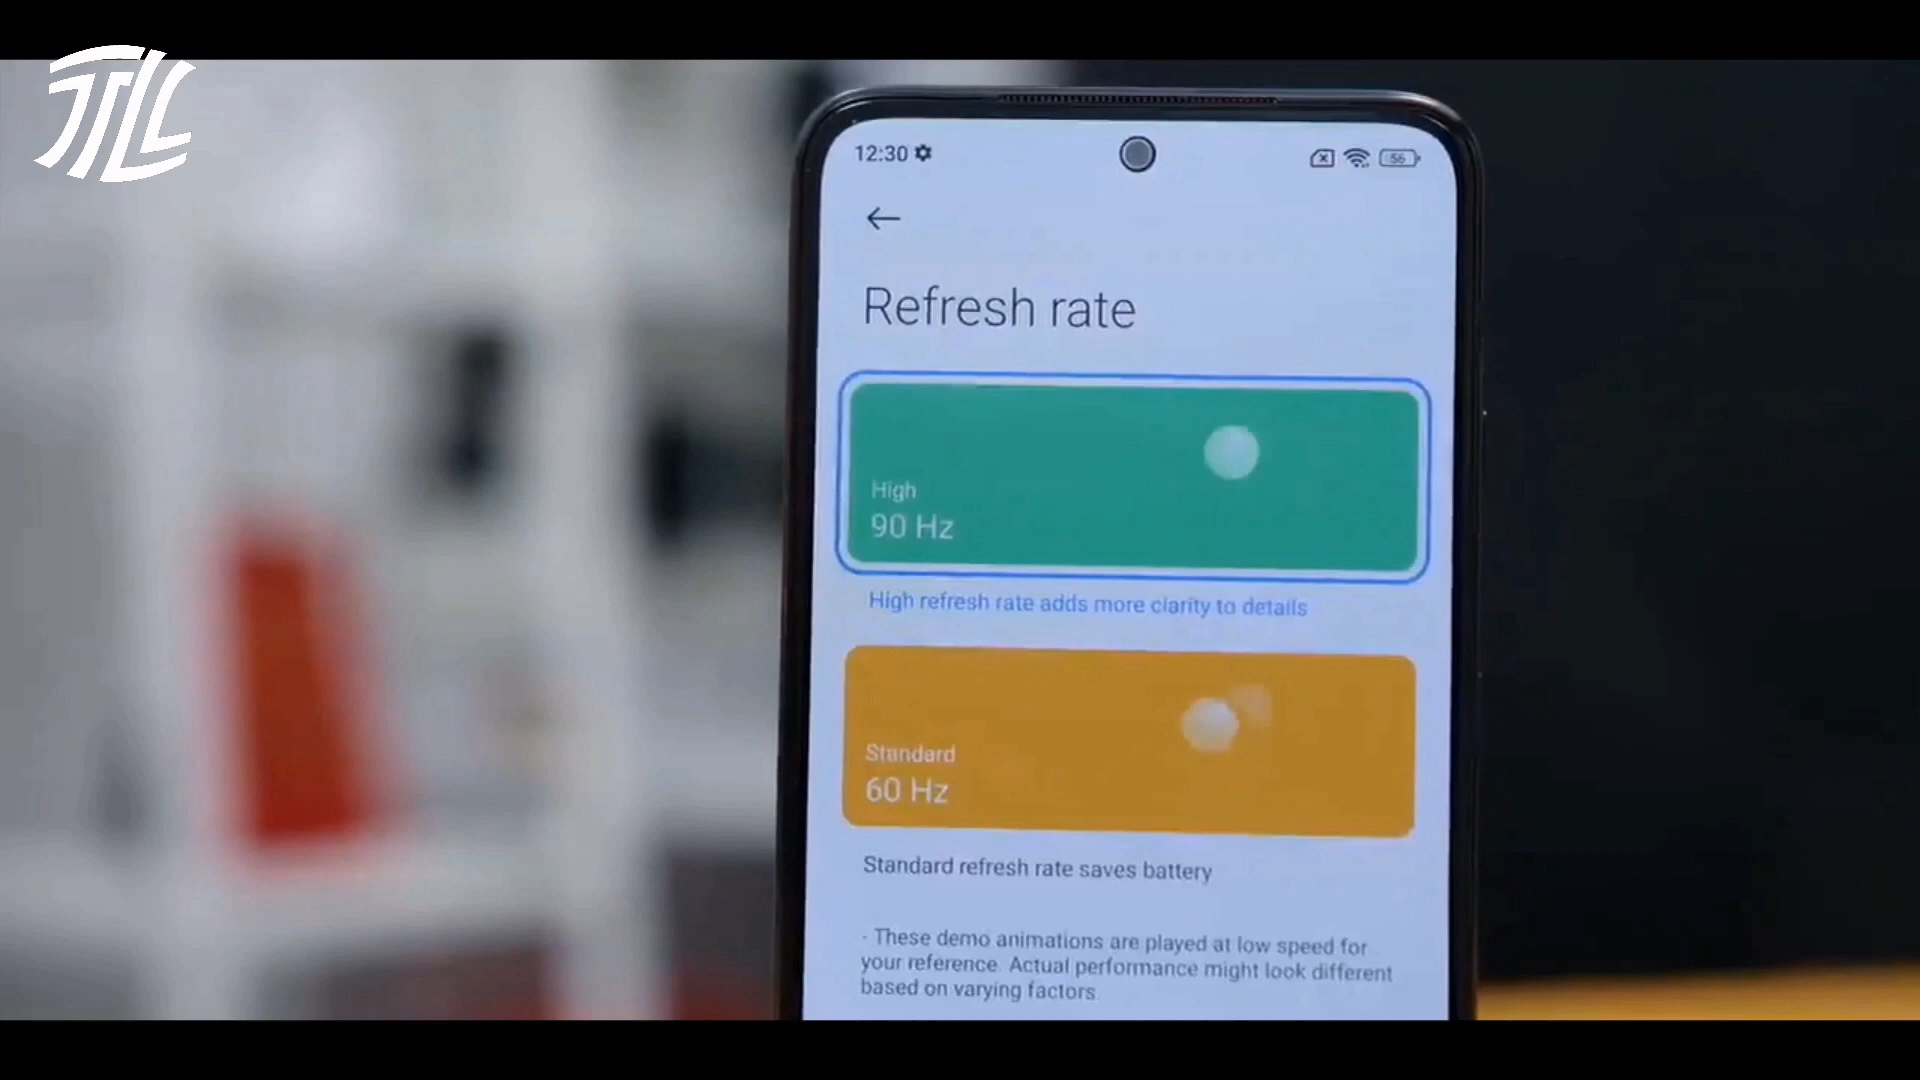 TLL
12:30
56
Refresh rate
High
90 Hz
High refresh rate adds more clarity to details
Standard
60 Hz
Standard refresh rate saves battery
- These demo animations are played at low speed for
your reference. Actual performance might look different
based on varying factors.